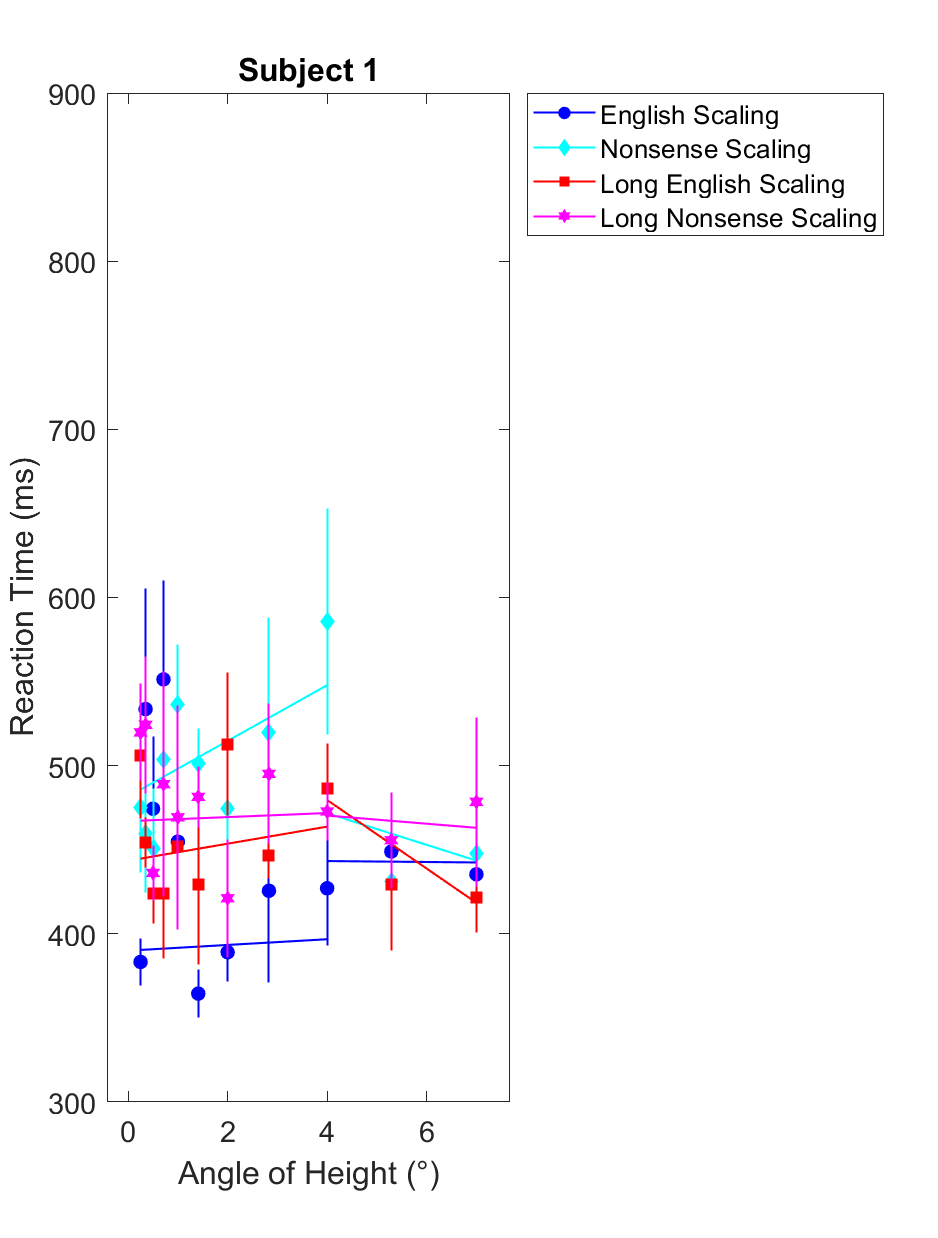 Subject 1
900
800
700
600
500
400
300
0 2 4 6
Reaction Time (ms)
Angle of Height (°)
English Scaling
Nonsense Scaling
Long English Scaling
Long Nonsense Scaling